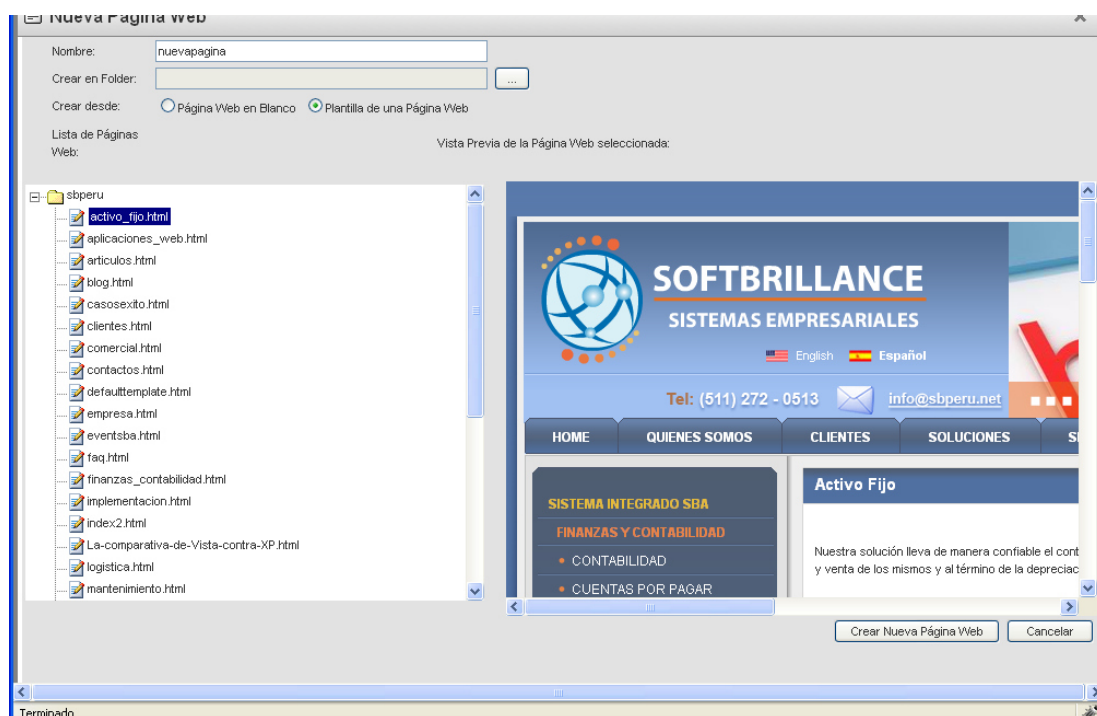 Nueva Página Web
Nombre: nuevapagina
Crear en Folder: ...
Crear desde: Página Web en Blanco Plantilla de una Página Web
Lista de Páginas
Web:
Vista Previa de la Página Web seleccionada:
sbperu
activo_fijo.html
aplicaciones_web.html
articulos.html
blog.html
casosexito.html
clientes.html
comercial.html
contactos.html
defaulttemplate.html
empresa.html
eventsba.html
faq.html
finanzas_contabilidad.html
implementacion.html
index2.html
La-comparativa-de-Vista-contra-XP.html
logistica.html
mantenimiento.html
SOFTBRILLANCE
SISTEMAS EMPRESARIALES
English Español
Tel: (511) 272 - 0513 info@sbperu.net
HOME QUIENES SOMOS CLIENTES SOLUCIONES
SISTEMA INTEGRADO SBA
FINANZAS Y CONTABILIDAD
• CONTABILIDAD
• CUENTAS POR PAGAR
Activo Fijo
Nuestra solución lleva de manera confiable el cont
y venta de los mismos y al término de la depreciac
Crear Nueva Página Web Cancelar
Terminado